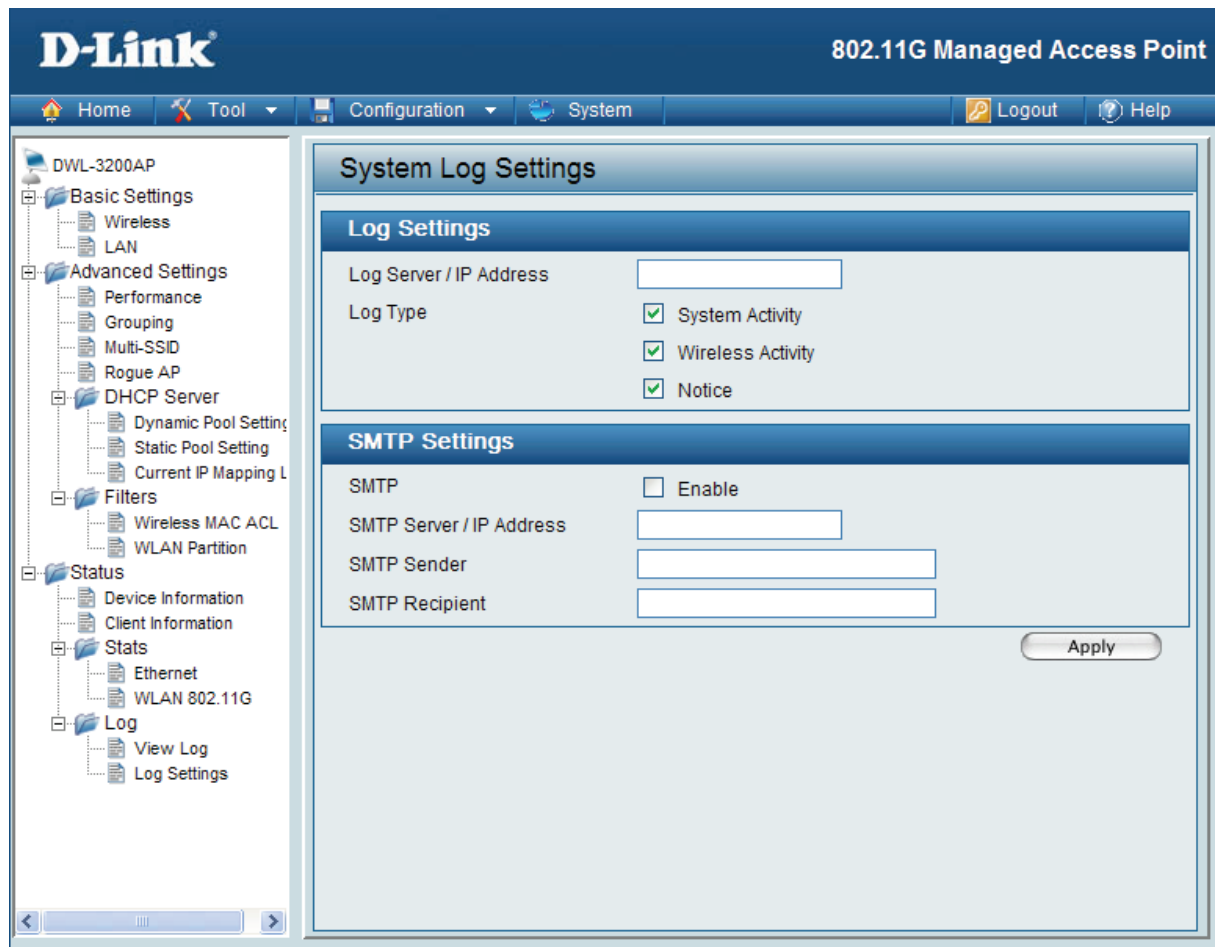 D-Link
802.11G Managed Access Point
Home Tool Configuration System Logout Help
DWL-3200AP
Basic Settings
Wireless
LAN
Advanced Settings
Performance
Grouping
Multi-SSID
Rogue AP
DHCP Server
Dynamic Pool Setting
Static Pool Setting
Current IP Mapping L
Filters
Wireless MAC ACL
WLAN Partition
Status
Device Information
Client Information
Stats
Ethernet
WLAN 802.11G
Log
View Log
Log Settings
System Log Settings
Log Settings
Log Server / IP Address
Log Type
System Activity
Wireless Activity
Notice
SMTP Settings
SMTP
Enable
SMTP Server / IP Address
SMTP Sender
SMTP Recipient
Apply